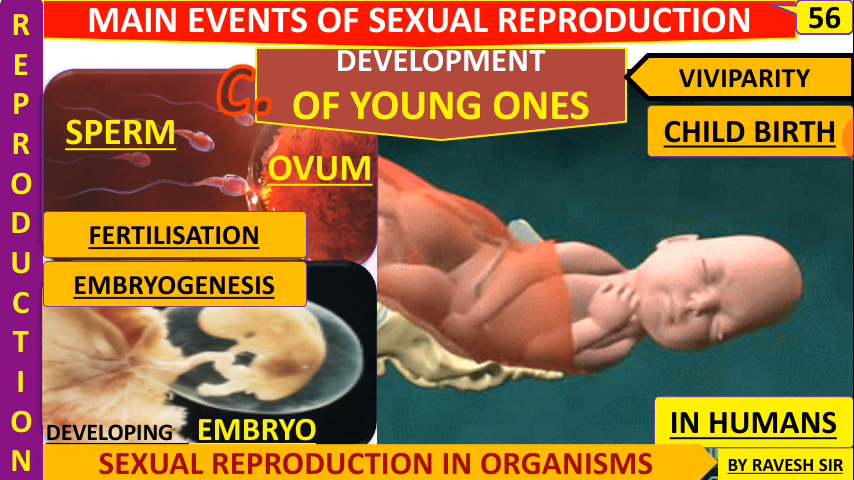 MAIN EVENTS OF SEXUAL REPRODUCTION
56
REPRODUCTION
C.
DEVELOPMENT
OF YOUNG ONES
VIVIPARITY
CHILD BIRTH
SPERM
OVUM
FERTILISATION
EMBRYOGENESIS
DEVELOPING EMBRYO
IN HUMANS
SEXUAL REPRODUCTION IN ORGANISMS
BY RAVESH SIR